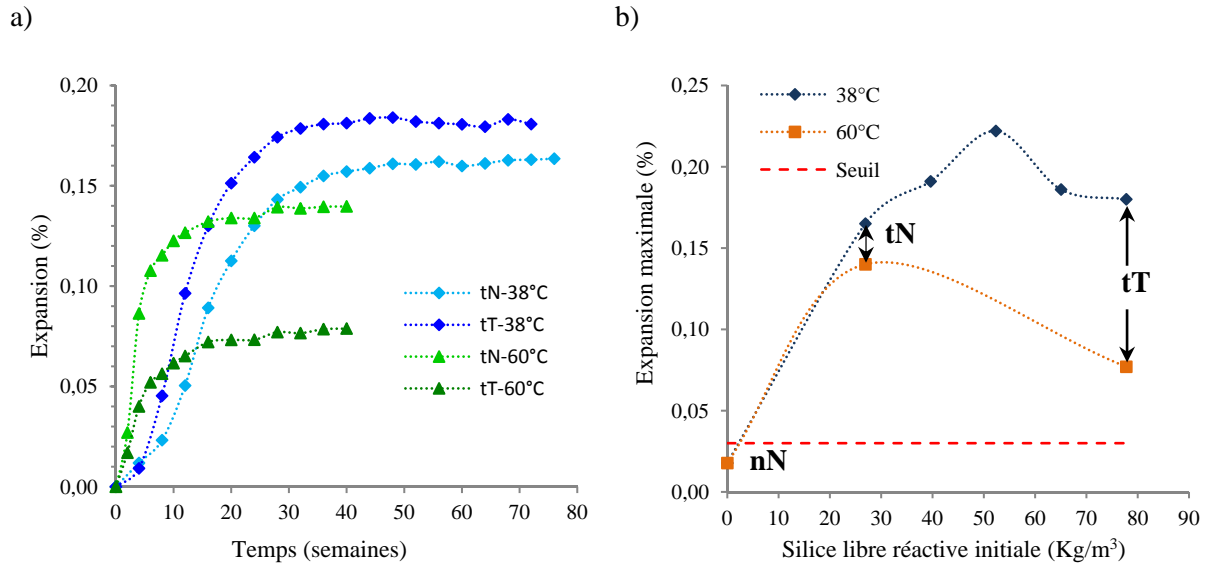 a)
0,20
0,15
0,10
0,05
0,00
Expansion (%)
0
10
20
30
40
50
60
70
80
Temps (semaines)
tN-38°C
tT-38°C
tN-60°C
tT-60°C
b)
0,25
0,20
0,15
0,10
0,05
0,00
Expansion maximale (%)
38°C
60°C
Seuil
tN
tT
nN
0
10
20
30
40
50
60
70
80
90
Silice libre réactive initiale (Kg/m³)